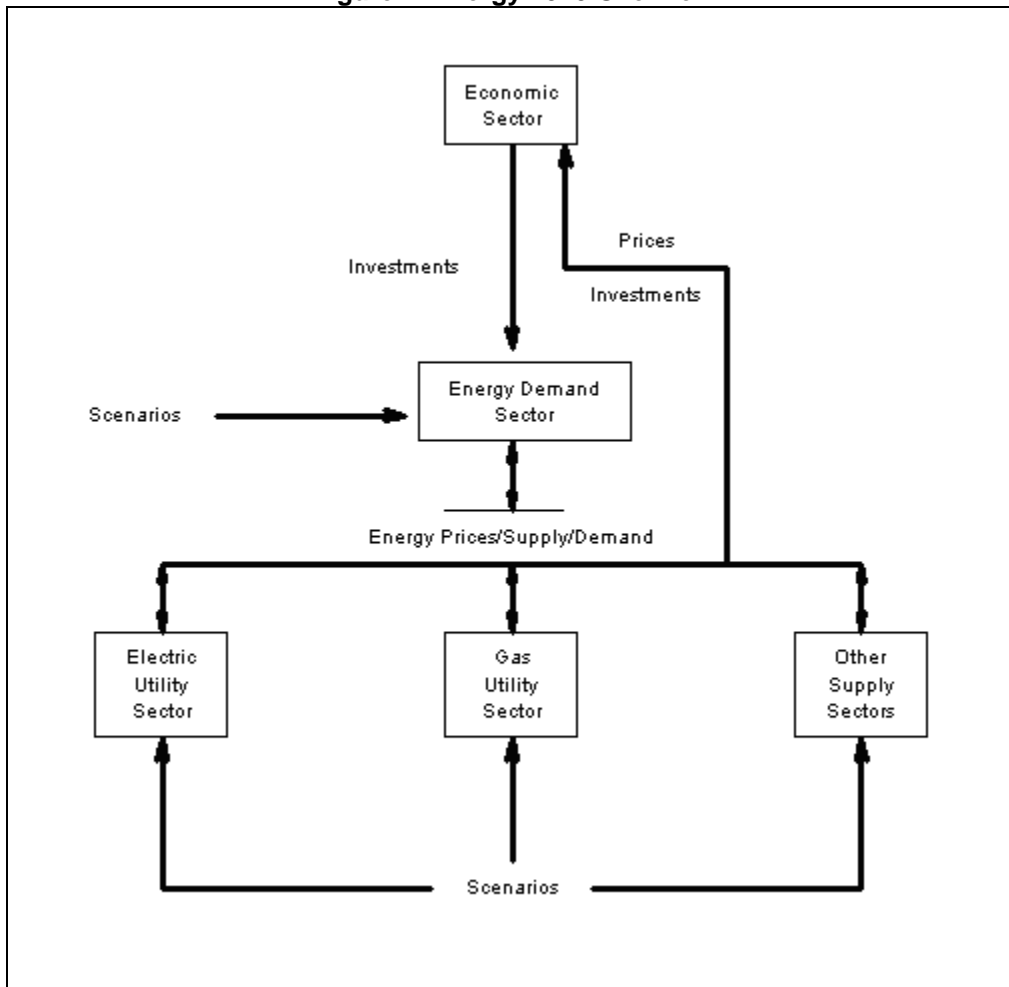 Economic
Sector
Prices
Investments
Investments
Energy Demand
Sector
Scenarios
Energy Prices/Supply/Demand
Electric
Utility
Sector
Gas
Utility
Sector
Other
Supply
Sectors
Scenarios